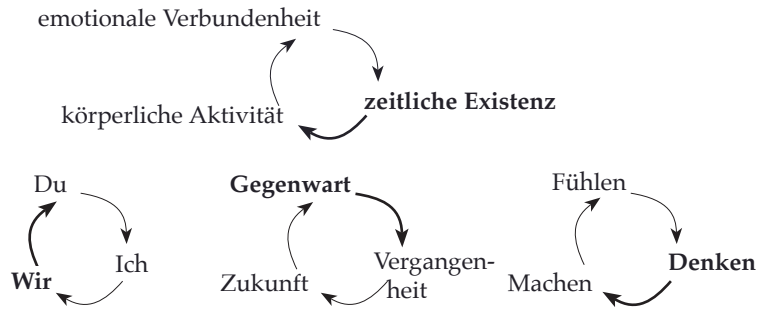 emotionale Verbundenheit
zeitliche Existenz
körperliche Aktivität
Du
Ich
Wir
Gegenwart
Vergangen-
heit
Zukunft
Fühlen
Denken
Machen